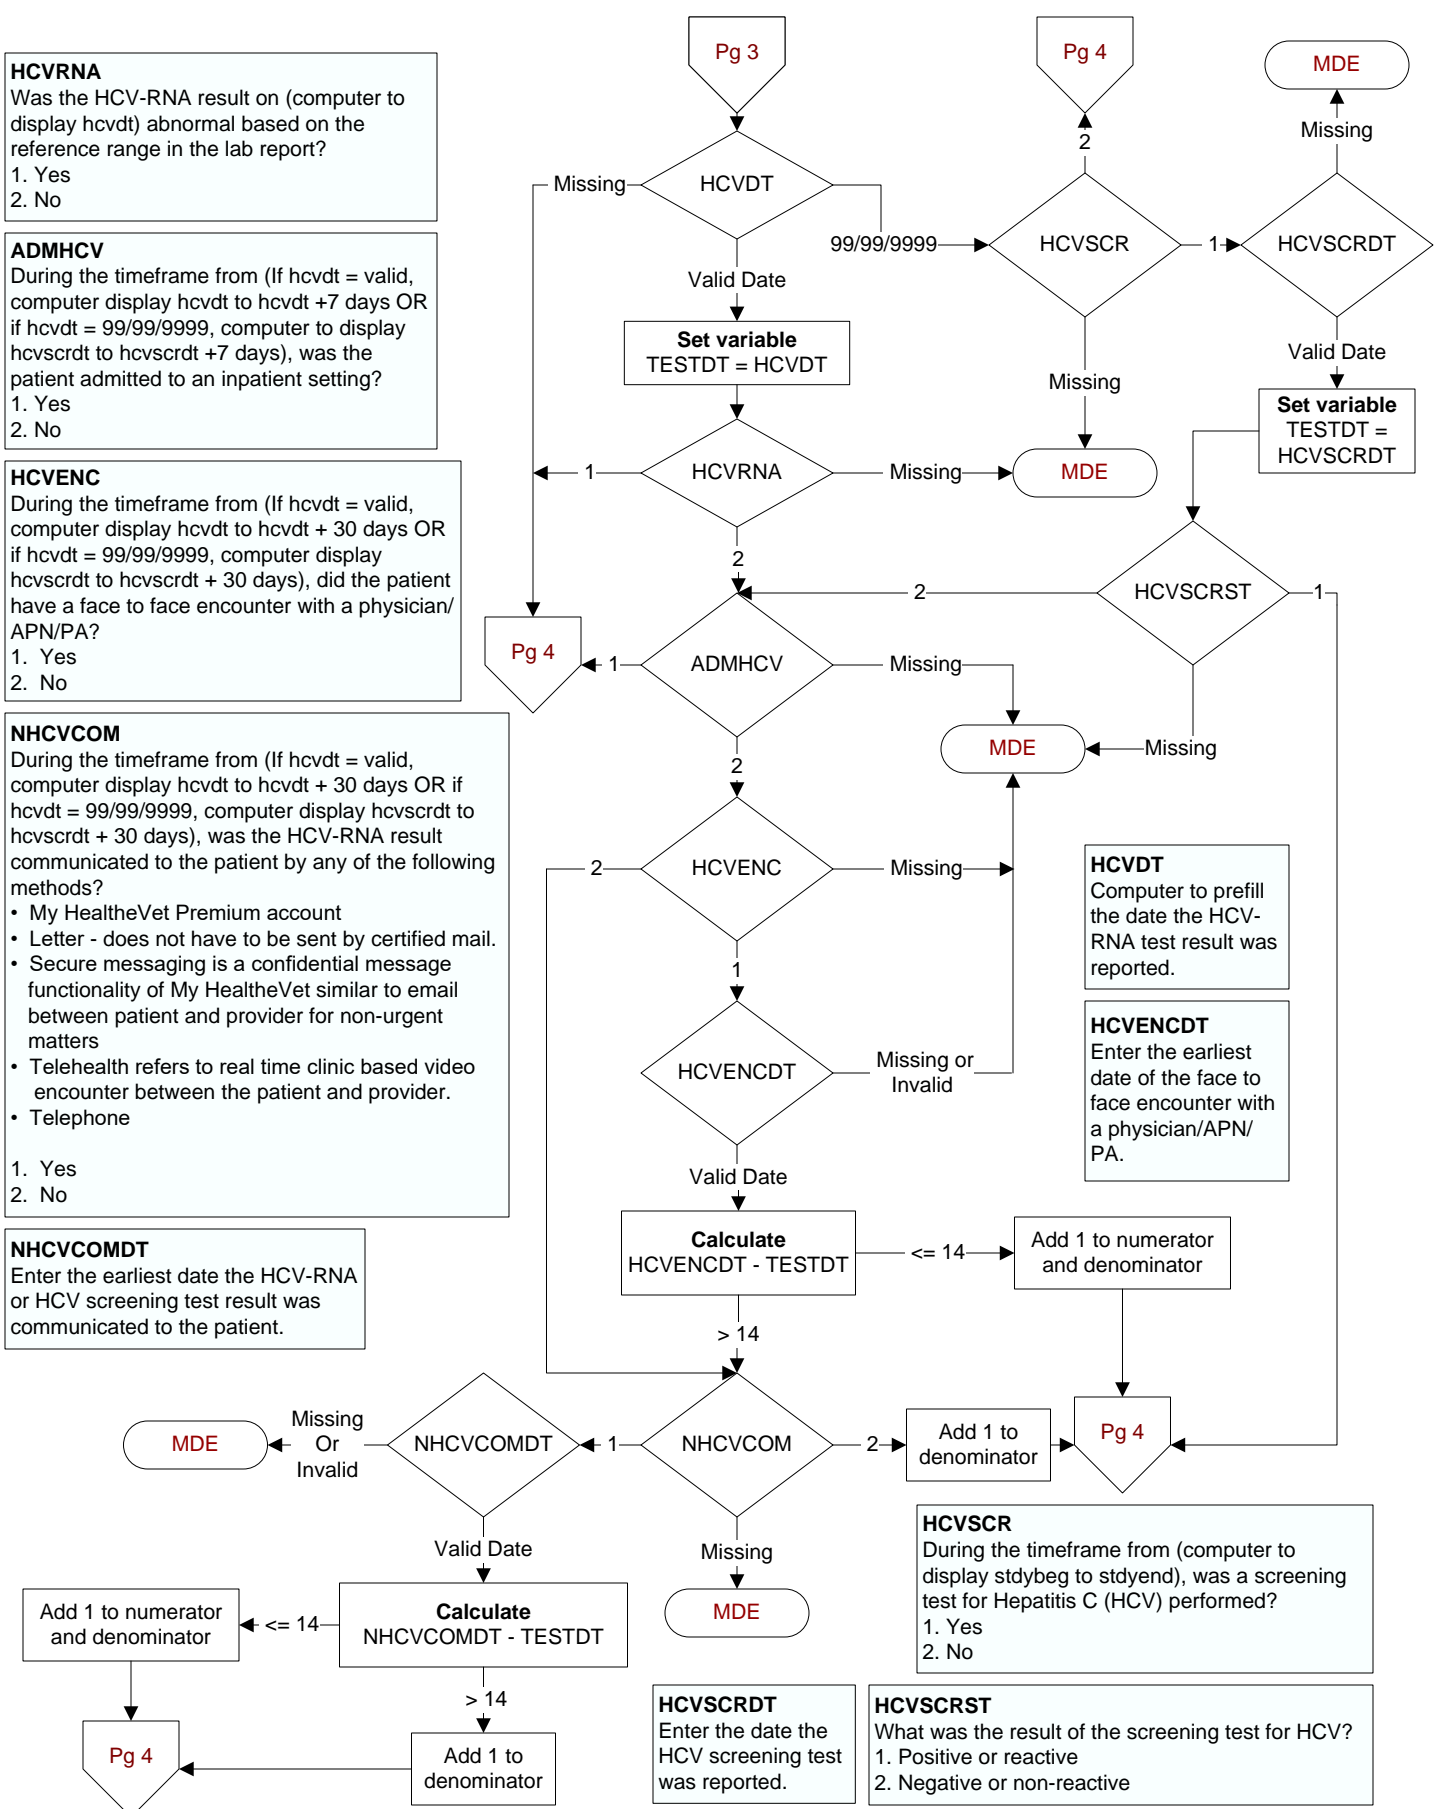 HCVRNA
Was the HCV-RNA result on (computer to
display hcvdt) abnormal based on the
reference range in the lab report?
1. Yes
2. No
ADMHCV
During the timeframe from (If hcvdt = valid,
computer display hcvdt to hcvdt +7 days OR
if hcvdt = 99/99/9999, computer to display
hcvscrdt to hcvscrdt +7 days), was the
patient admitted to an inpatient setting?
1. Yes
2. No
HCVENC
During the timeframe from (If hcvdt = valid,
computer display hcvdt to hcvdt + 30 days OR
if hcvdt = 99/99/9999, computer display
hcvscrdt to hcvscrdt + 30 days), did the patient
have a face to face encounter with a physician/
APN/PA?
1. Yes
2. No
NHCVCOM
During the timeframe from (If hcvdt = valid,
computer display hcvdt to hcvdt + 30 days OR if
hcvdt = 99/99/9999, computer display hcvscrdt to
hcvscrdt + 30 days), was the HCV-RNA result
communicated to the patient by any of the following
methods?
• My HealtheVet Premium account
• Letter - does not have to be sent by certified mail.
• Secure messaging is a confidential message
functionality of My HealtheVet similar to email
between patient and provider for non-urgent
matters
• Telehealth refers to real time clinic based video
encounter between the patient and provider.
• Telephone
1. Yes
2. No
NHCVCOMDT
Enter the earliest date the HCV-RNA
or HCV screening test result was
communicated to the patient.
Pg 3
Pg 4
MDE
Missing
2
Missing
HCVDT
99/99/9999
HCVSCR
1
HCVSCRDT
Valid Date
Set variable
TESTDT = HCVDT
Missing
Valid Date
Set variable
TESTDT =
HCVSCRDT
1
HCVRNA
Missing
MDE
2
2
HCVSCRST
1
Pg 4
1
ADMHCV
Missing
MDE
Missing
2
2
HCVENC
Missing
HCVDT
Computer to prefill
the date the HCV-
RNA test result was
reported.
1
HCVENCDT
Missing or
Invalid
HCVENCDT
Enter the earliest
date of the face to
face encounter with
a physician/APN/
PA.
Valid Date
Calculate
HCVENCDT - TESTDT
<= 14
Add 1 to numerator
and denominator
> 14
MDE
Missing
Or
Invalid
NHCVCOMDT
1
NHCVCOM
2
Add 1 to
denominator
Pg 4
Valid Date
Missing
MDE
HCVSCR
During the timeframe from (computer to
display stdybeg to stdyend), was a screening
test for Hepatitis C (HCV) performed?
1. Yes
2. No
Add 1 to numerator
and denominator
<= 14
Calculate
NHCVCOMDT - TESTDT
> 14
Pg 4
Add 1 to
denominator
HCVSCRDT
Enter the date the
HCV screening test
was reported.
HCVSCRST
What was the result of the screening test for HCV?
1. Positive or reactive
2. Negative or non-reactive